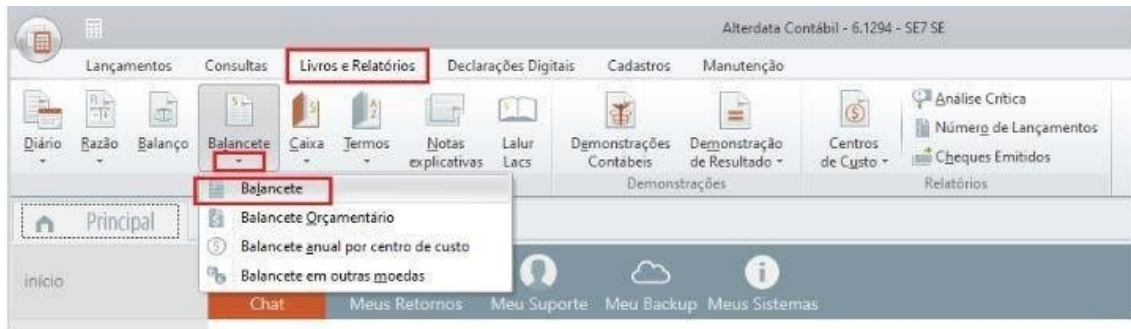 Alterdata Contábil - 6.1294 - SE7 SE
Lançamentos Consultas Livros e Relatórios Declarações Digitais Cadastros Manutenção
Diário Razão Balanço Balancete Caixa Termos Notas explicativas Lalur Lacs Demonstrações Contábeis Demonstração de Resultado Centros de Custo
Análise Crítica
Número de Lançamentos
Cheques Emitidos
Demonstrações Relatórios
Balancete
Balancete Orçamentário
Balancete anual por centro de custo
Balancete em outras moedas
Principal
início
Chat Meus Retornos Meu Suporte Meu Backup Meus Sistemas